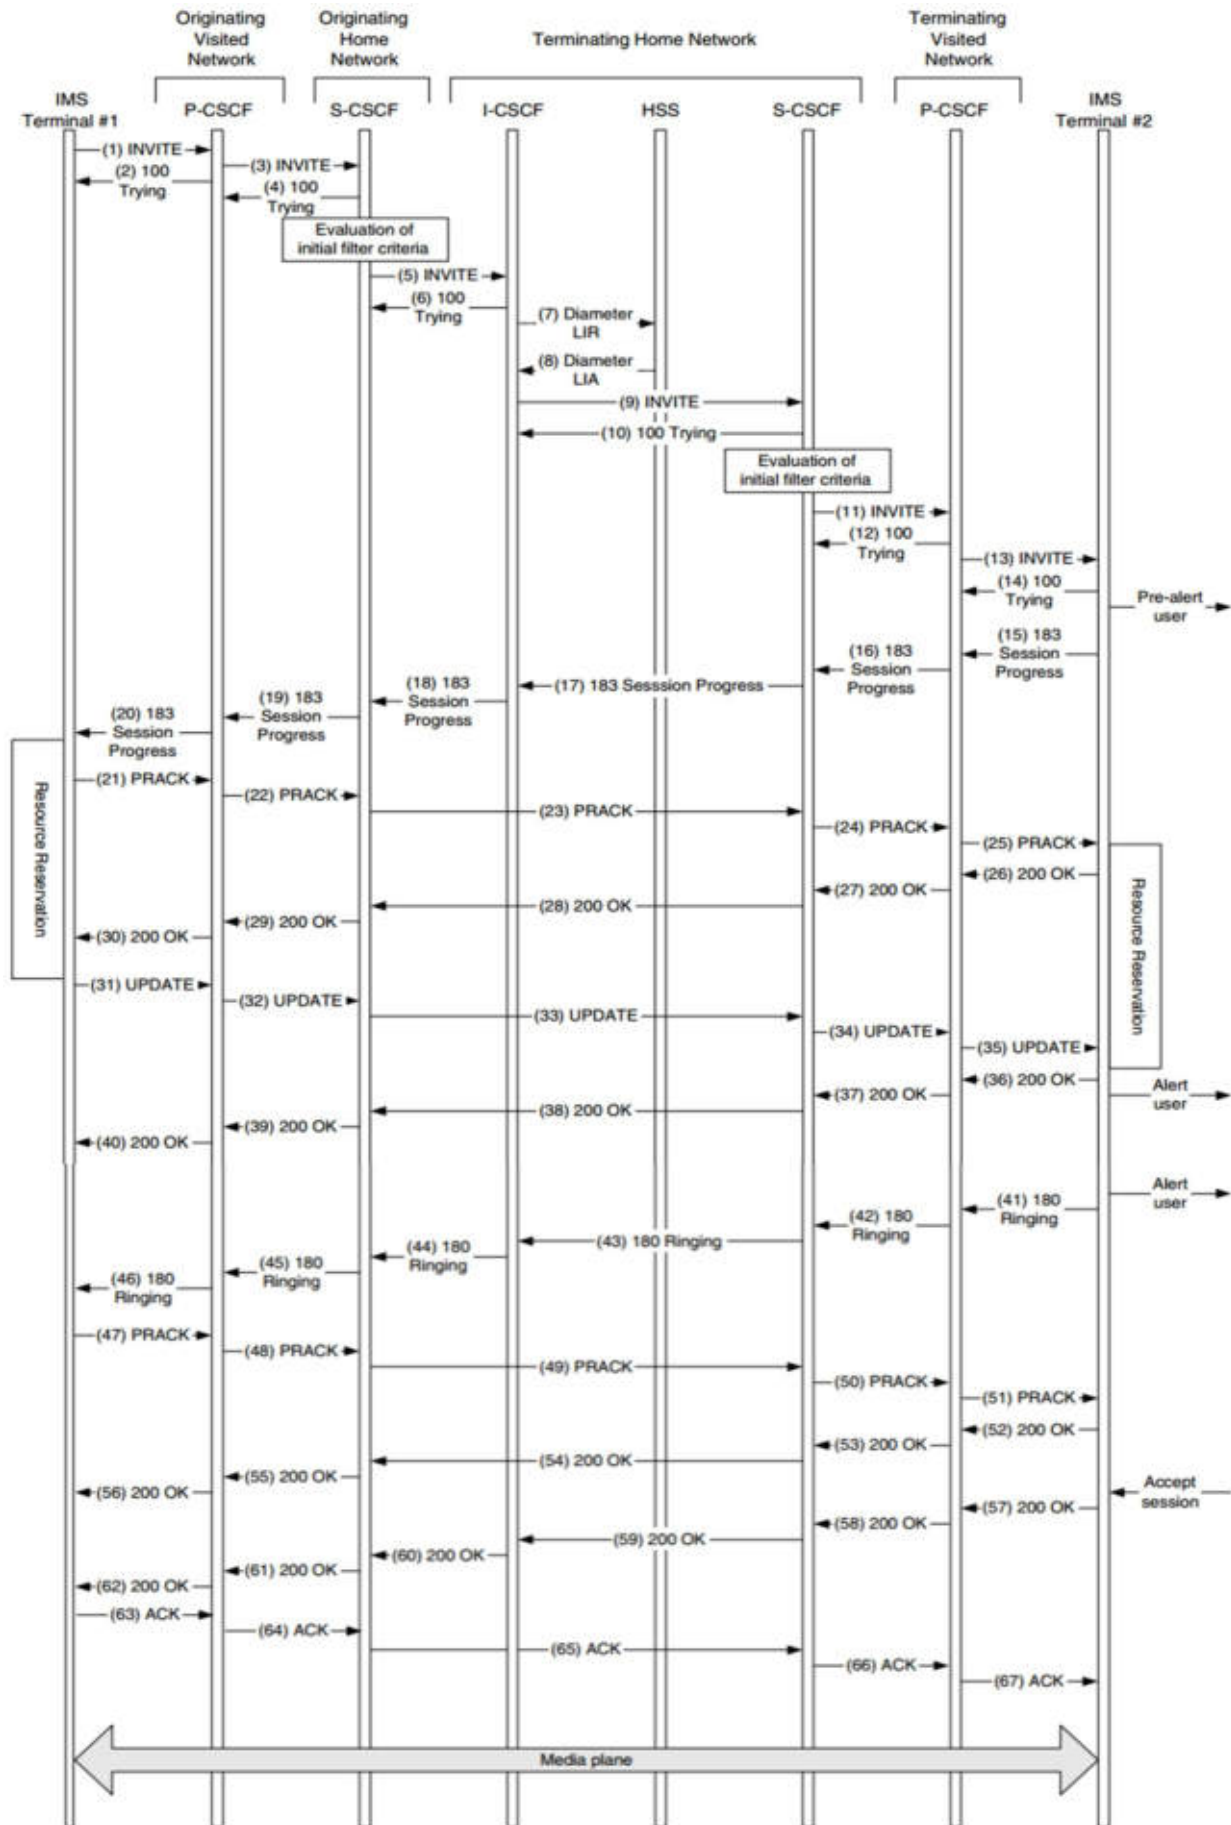 Originating
Visited
Network
Originating
Home
Network
Terminating Home Network
Terminating
Visited
Network
IMS
Terminal #1
P-CSCF
S-CSCF
I-CSCF
HSS
S-CSCF
P-CSCF
IMS
Terminal #2
(1) INVITE
(2) 100
Trying
(3) INVITE
(4) 100
Trying
Evaluation of
initial filter criteria
(5) INVITE
(6) 100
Trying
(7) Diameter
LIR
(8) Diameter
LIA
(9) INVITE
(10) 100 Trying
Evaluation of
initial filter criteria
(11) INVITE
(12) 100
Trying
(13) INVITE
(14) 100
Trying
Pre-alert
user
(15) 183
Session
Progress
(16) 183
Session
Progress
(17) 183 Sesssion Progress
(18) 183
Session
Progress
(19) 183
Session
Progress
(20) 183
Session
Progress
Resource Reservation
(21) PRACK
(22) PRACK
(23) PRACK
(24) PRACK
(25) PRACK
Resource Reservation
(26) 200 OK
(27) 200 OK
(28) 200 OK
(29) 200 OK
(30) 200 OK
(31) UPDATE
(32) UPDATE
(33) UPDATE
(34) UPDATE
(35) UPDATE
(36) 200 OK
Alert
user
(37) 200 OK
(38) 200 OK
(39) 200 OK
(40) 200 OK
Alert
user
(41) 180
Ringing
(42) 180
Ringing
(43) 180 Ringing
(44) 180
Ringing
(45) 180
Ringing
(46) 180
Ringing
(47) PRACK
(48) PRACK
(49) PRACK
(50) PRACK
(51) PRACK
(52) 200 OK
(53) 200 OK
(54) 200 OK
(55) 200 OK
(56) 200 OK
Accept
session
(57) 200 OK
(58) 200 OK
(59) 200 OK
(60) 200 OK
(61) 200 OK
(62) 200 OK
(63) ACK
(64) ACK
(65) ACK
(66) ACK
(67) ACK
Media plane